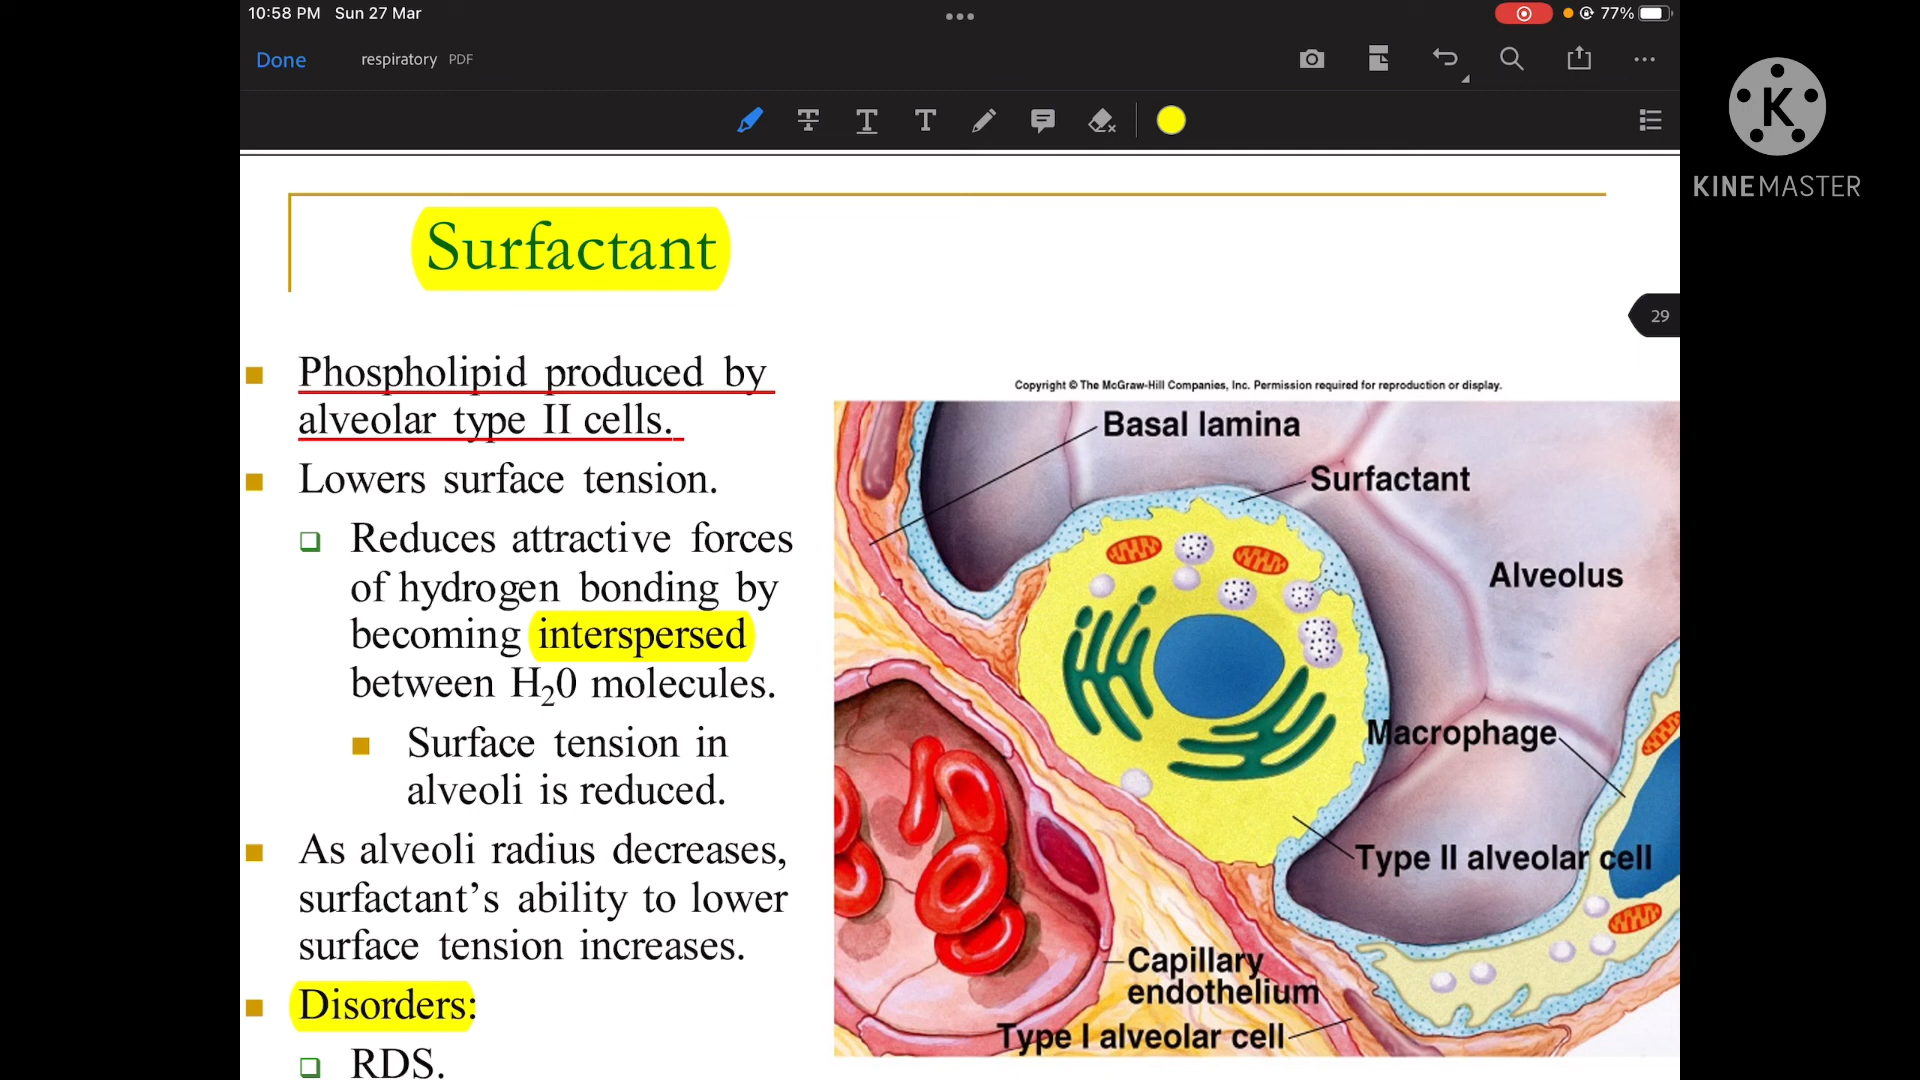 10:58 PM Sun 27 Mar
77%
Done
respiratory PDF
T T T
K
KINEMASTER
Surfactant
29
Phospholipid produced by
alveolar type II cells.
Lowers surface tension.
Reduces attractive forces
of hydrogen bonding by
becoming interspersed
between H₂0 molecules.
Surface tension in
alveoli is reduced.
As alveoli radius decreases,
surfactant’s ability to lower
surface tension increases.
Disorders:
RDS.
Copyright © The McGraw-Hill Companies, Inc. Permission required for reproduction or display.
Basal lamina
Surfactant
Alveolus
Macrophage
Type II alveolar cell
Capillary
endothelium
Type I alveolar cell